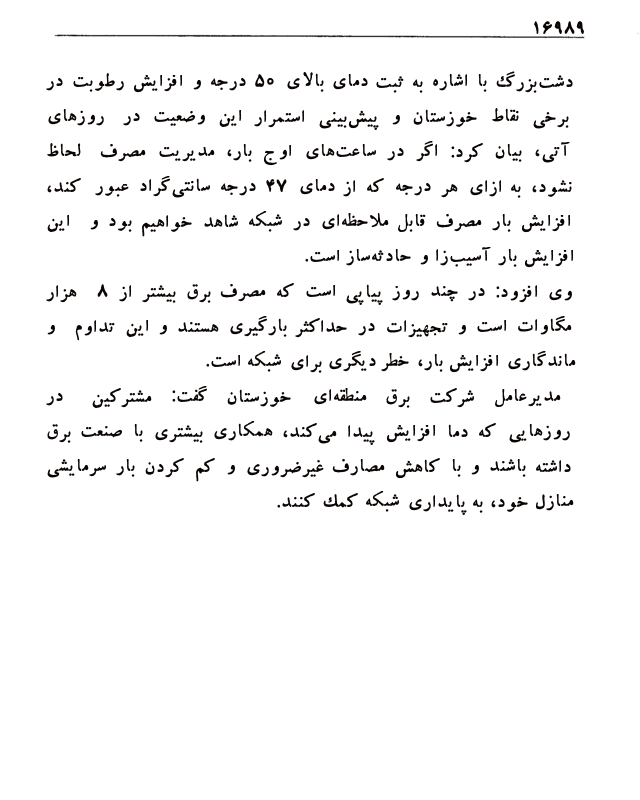 ۱۶۹۸۹
دشت‌بزرگ با اشاره به ثبت دمای بالای ۵۰ درجه و افزایش رطوبت در
برخی نقاط خوزستان و پیش‌بینی استمرار این وضعیت در روزهای
آتی، بیان کرد: اگر در ساعت‌های اوج بار، مدیریت مصرف لحاظ
نشود، به ازای هر درجه که از دمای ۴۷ درجه سانتی‌گراد عبور کند،
افزایش بار مصرف قابل ملاحظه‌ای در شبکه شاهد خواهیم بود و این
افزایش بار آسیب‌زا و حادثه‌ساز است.
وی افزود: در چند روز پیاپی است که مصرف برق بیشتر از ۸ هزار
مگاوات است و تجهیزات در حداکثر بارگیری هستند و این تداوم و
ماندگاری افزایش بار، خطر دیگری برای شبکه است.
مدیرعامل شرکت برق منطقه‌ای خوزستان گفت: مشترکین در
روزهایی که دما افزایش پیدا می‌کند، همکاری بیشتری با صنعت برق
داشته باشند و با کاهش مصارف غیرضروری و کم کردن بار سرمایشی
منازل خود، به پایداری شبکه کمك کنند.